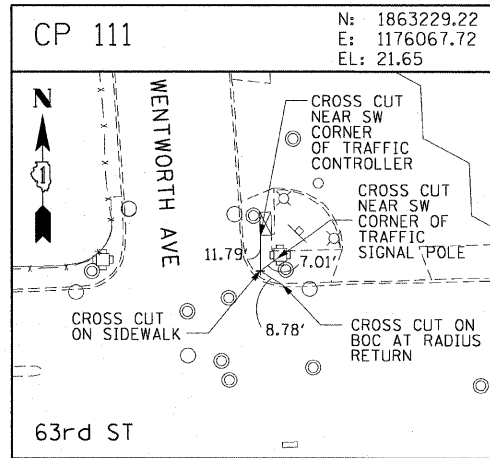 CP 111
N: 1863229.22
E: 1176067.72
EL: 21.65
N
1
WENTWORTH AVE
CROSS CUT
NEAR SW
CORNER
OF TRAFFIC
CONTROLLER
CROSS CUT
NEAR SW
CORNER OF
TRAFFIC
SIGNAL POLE
11.79'
7.01'
CROSS CUT
ON SIDEWALK
8.78'
CROSS CUT ON
BOC AT RADIUS
RETURN
63rd ST